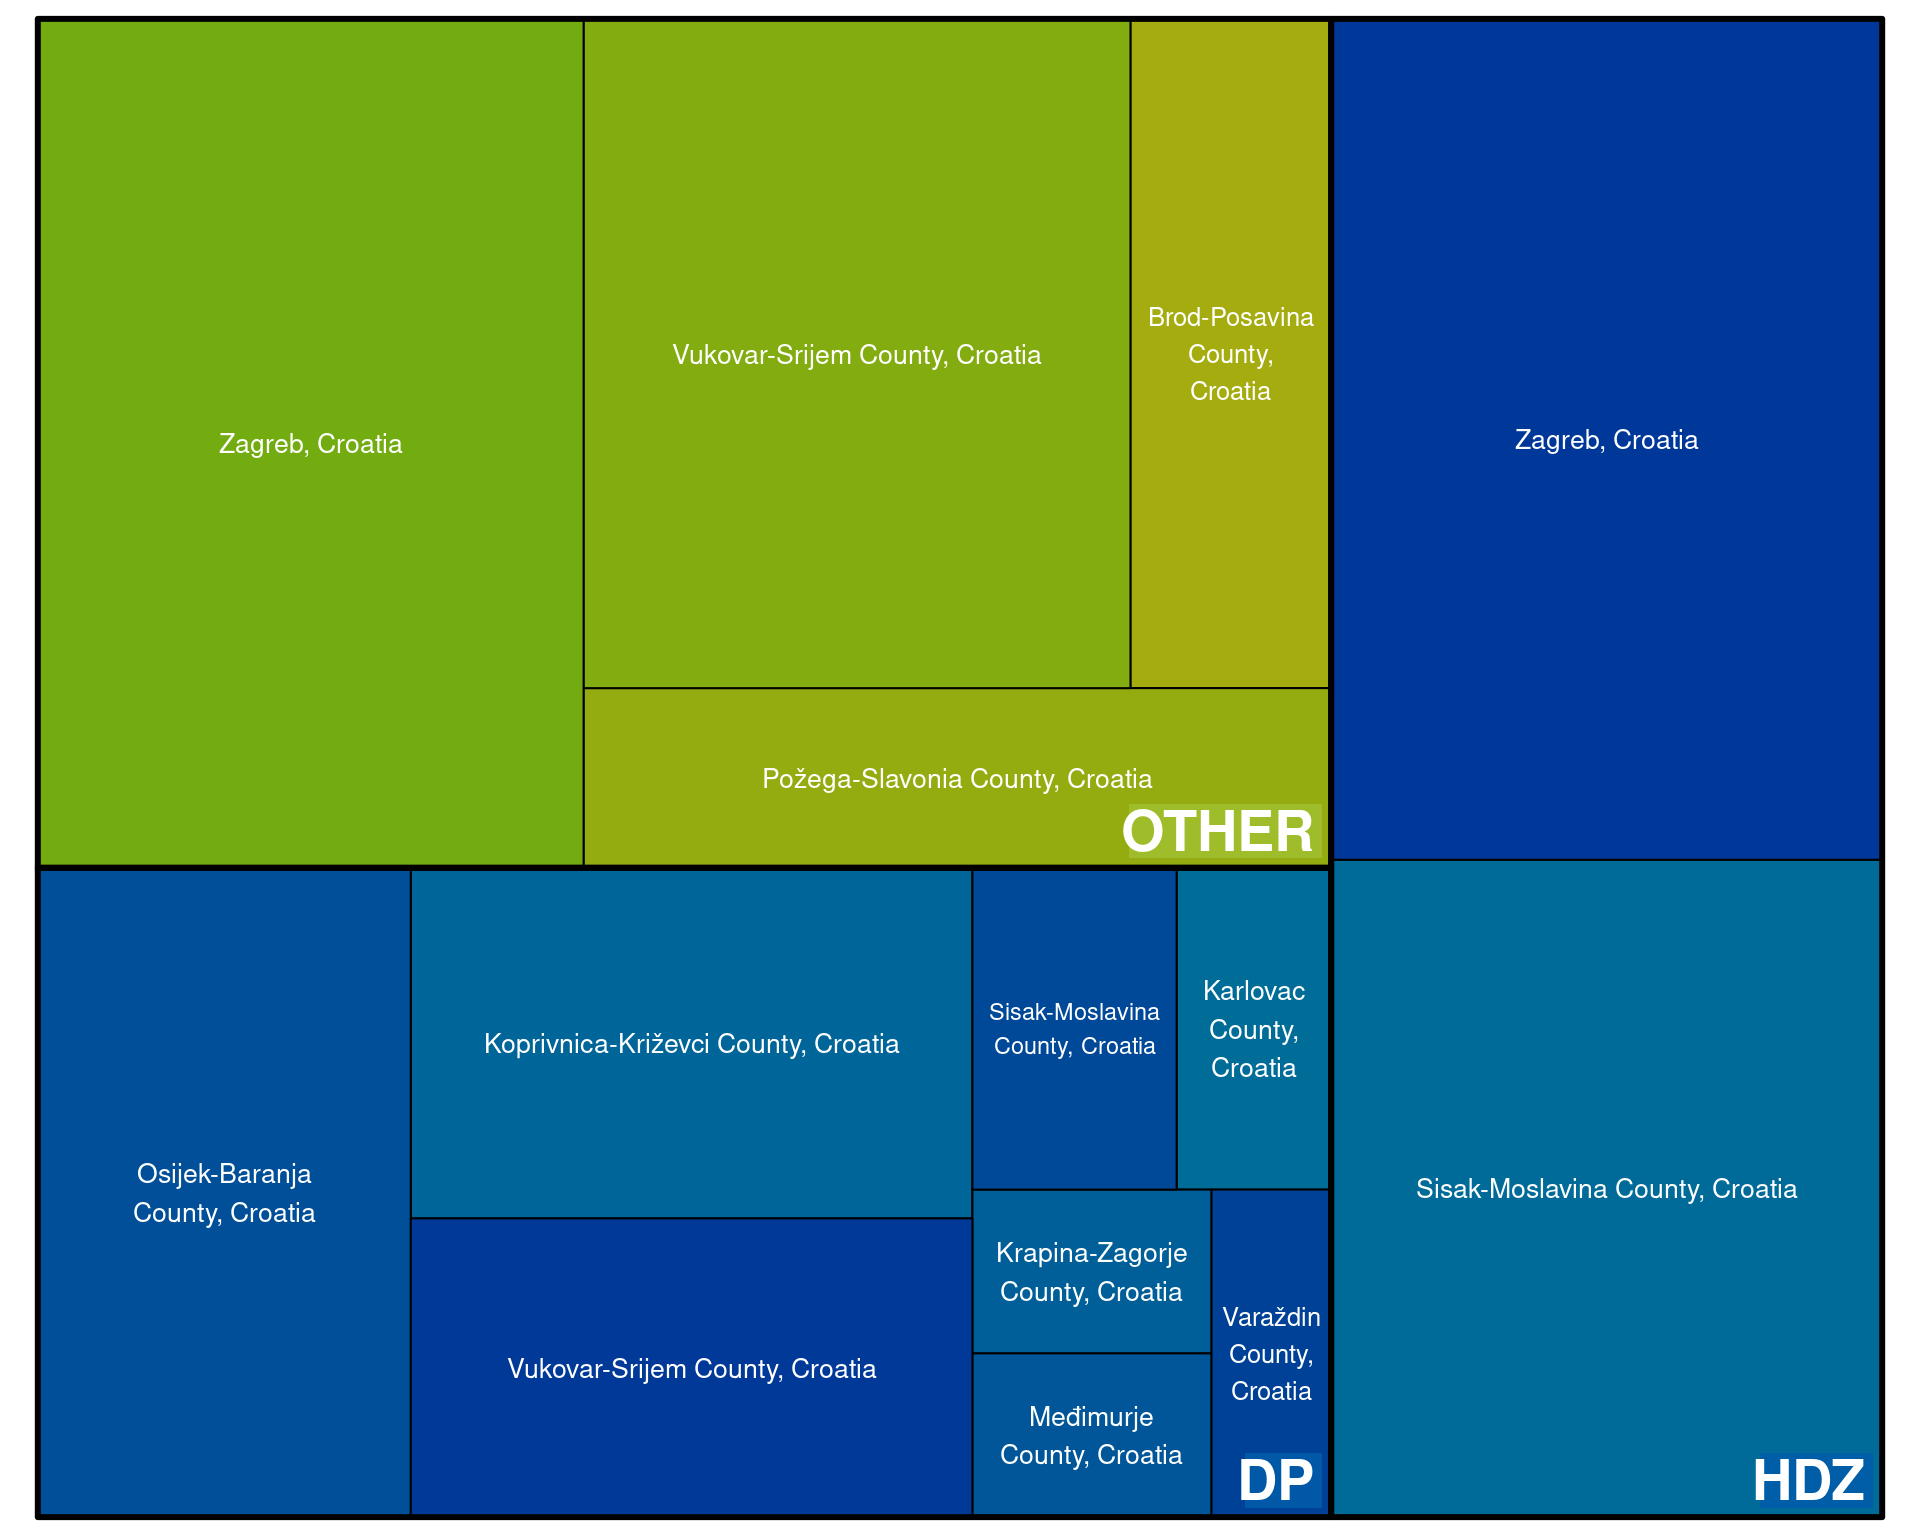 Zagreb, Croatia
Vukovar-Srijem County, Croatia
Brod-Posavina
County,
Croatia
Požega-Slavonia County, Croatia
OTHER
Zagreb, Croatia
Sisak-Moslavina County, Croatia
HDZ
Osijek-Baranja
County, Croatia
Koprivnica-Križevci County, Croatia
Vukovar-Srijem County, Croatia
Sisak-Moslavina
County, Croatia
Karlovac
County,
Croatia
Krapina-Zagorje
County, Croatia
Međimurje
County, Croatia
Varaždin
County,
Croatia
DP